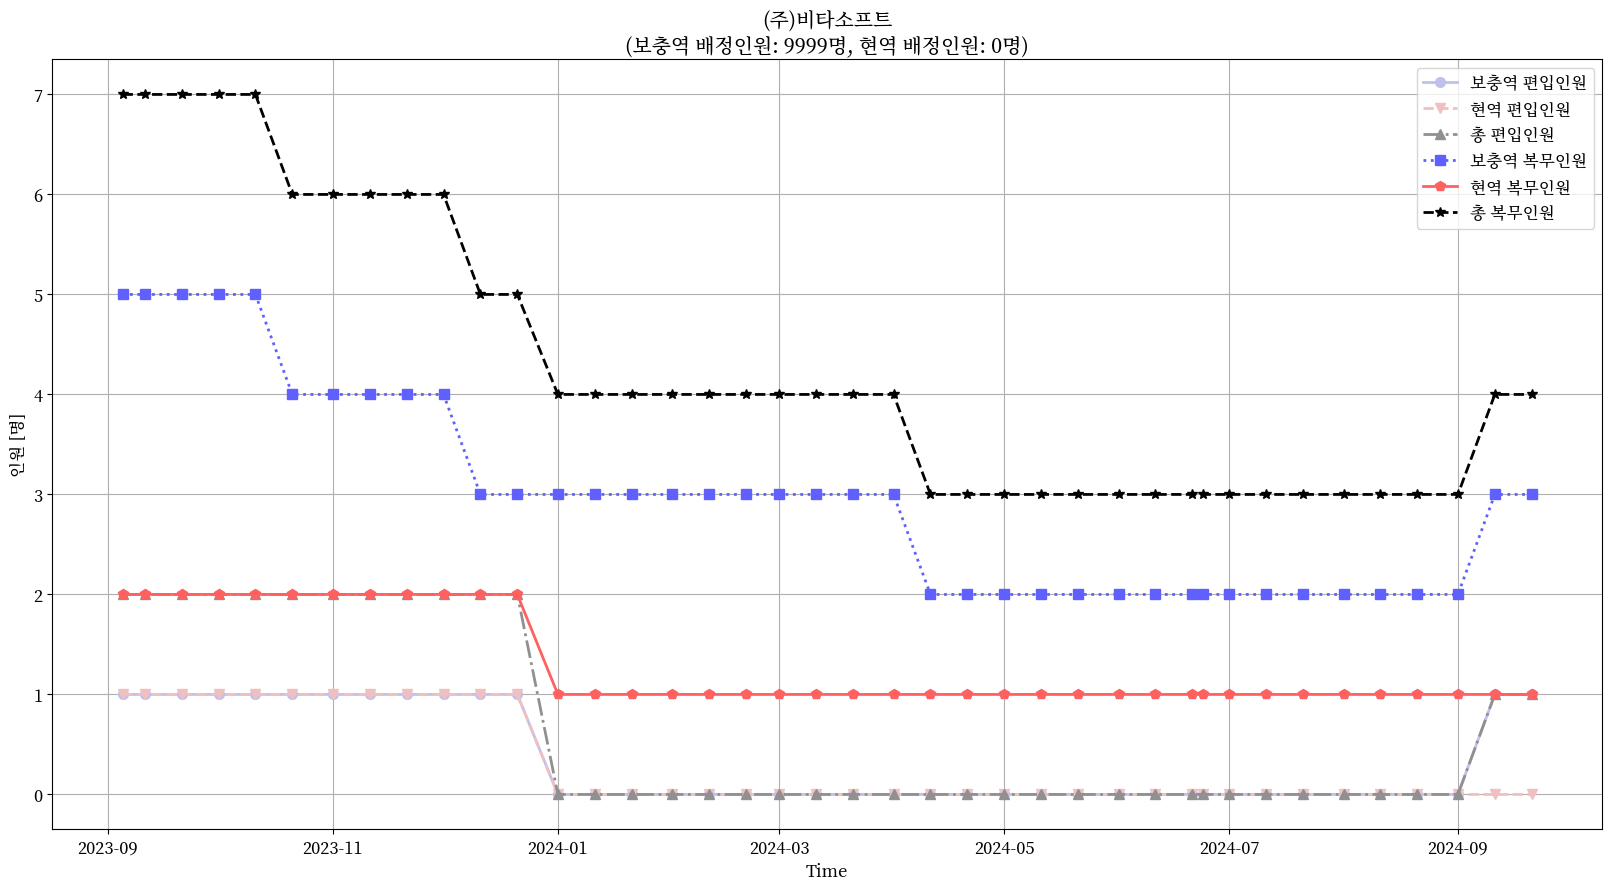 (주)비타소프트
(보충역 배정인원: 9999명, 현역 배정인원: 0명)
보충역 편입인원
현역 편입인원
총 편입인원
보충역 복무인원
현역 복무인원
총 복무인원
인원 [명]
7
6
5
4
3
2
1
0
2023-09
2023-11
2024-01
2024-03
2024-05
2024-07
2024-09
Time